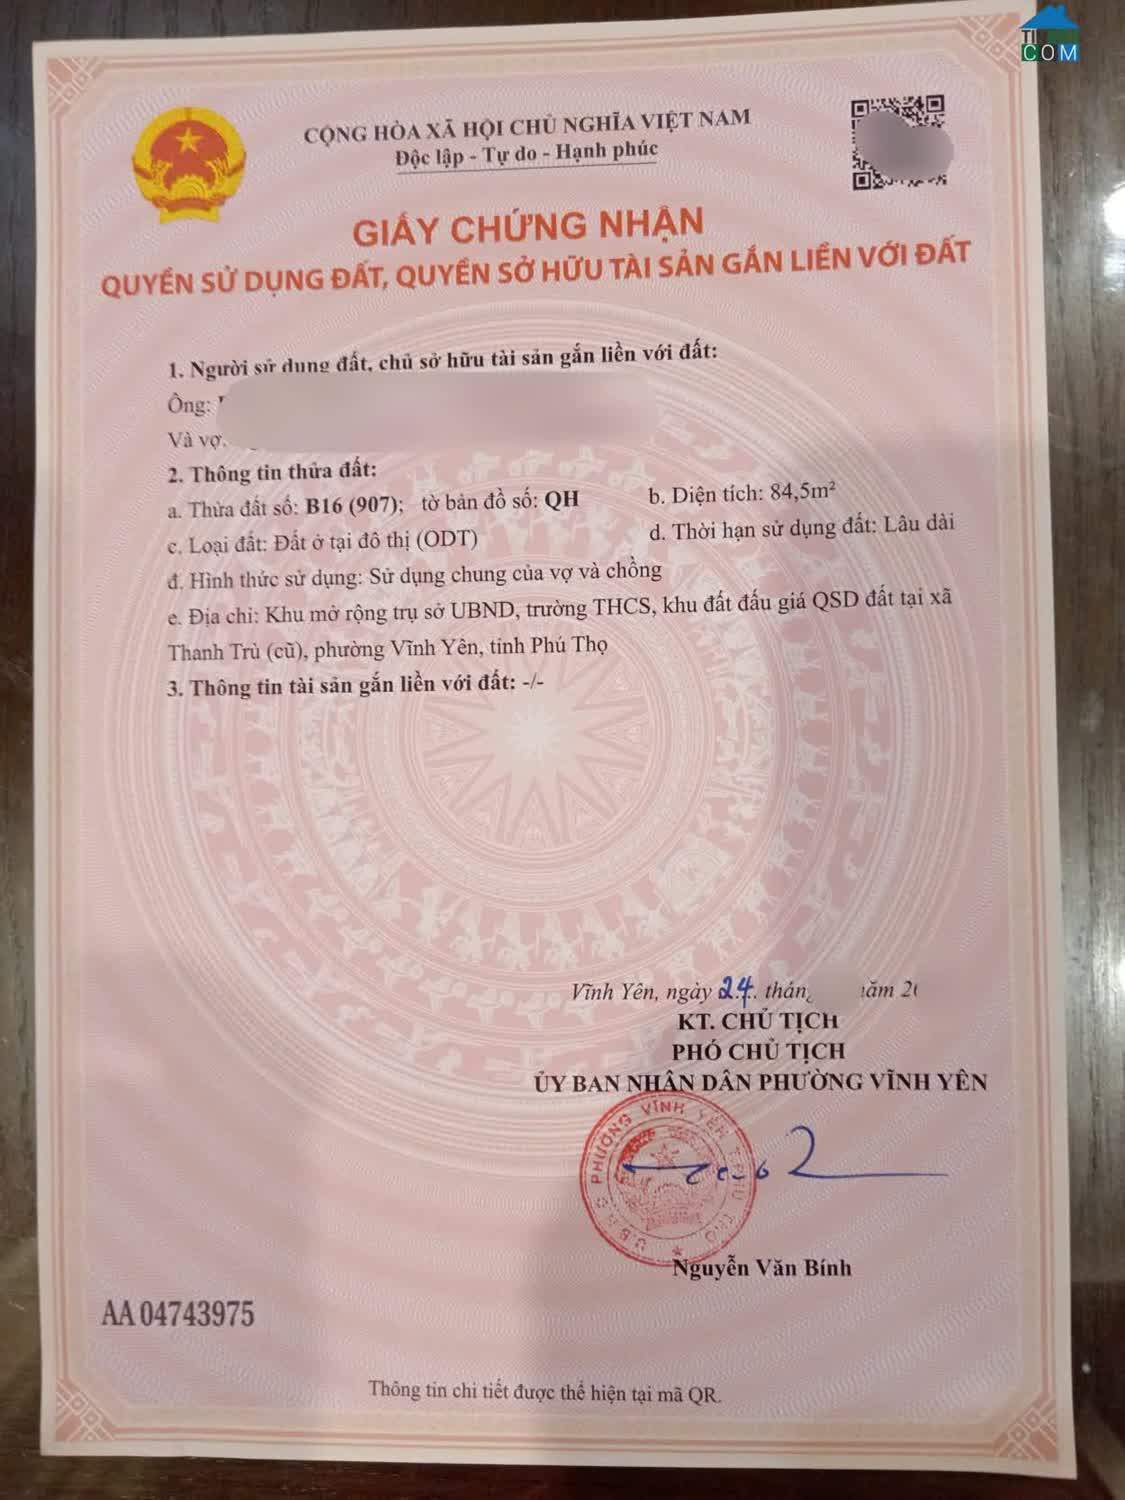 COM
CỘNG HÒA XÃ HỘI CHỦ NGHĨA VIỆT NAM
Độc lập - Tự do - Hạnh phúc
GIẤY CHỨNG NHẬN
QUYỀN SỬ DỤNG ĐẤT, QUYỀN SỞ HỮU TÀI SẢN GẮN LIỀN VỚI ĐẤT
1. Người sử dụng đất, chủ sở hữu tài sản gắn liền với đất:
Ông:
Và vợ.
2. Thông tin thửa đất:
a. Thửa đất số: B16 (907); tờ bản đồ số: QH b. Diện tích: 84,5m²
c. Loại đất: Đất ở tại đô thị (ODT) d. Thời hạn sử dụng đất: Lâu dài
đ. Hình thức sử dụng: Sử dụng chung của vợ và chồng
e. Địa chỉ: Khu mở rộng trụ sở UBND, trường THCS, khu đất đấu giá QSD đất tại xã
Thanh Trù (cũ), phường Vĩnh Yên, tỉnh Phú Thọ
3. Thông tin tài sản gắn liền với đất: -/-
Vĩnh Yên, ngày 24 năm
KT. CHỦ TỊCH
PHÓ CHỦ TỊCH
ỦY BAN NHÂN DÂN PHƯỜNG VĨNH YÊN
U.B.N.D PHƯỜNG VĨNH YÊN T.PHÚ THỌ
Nguyễn Văn Bính
AA 04743975
Thông tin chi tiết được thể hiện tại mã QR.